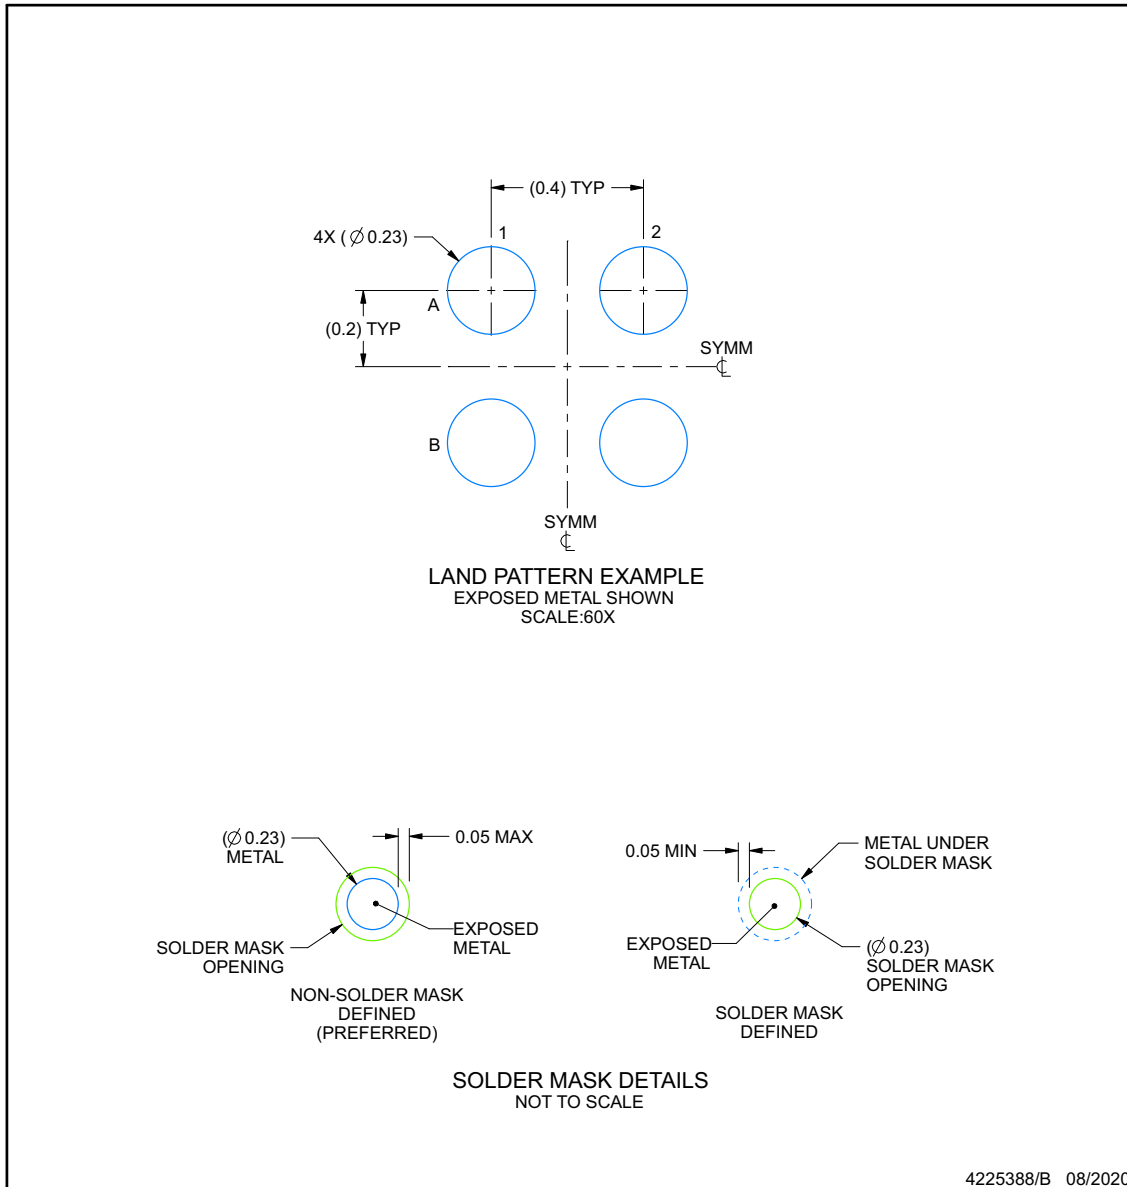 (0.4) TYP
4X ( Ø 0.23)
1
2
A
(0.2) TYP
SYMM
℄
B
SYMM
℄
LAND PATTERN EXAMPLE
EXPOSED METAL SHOWN
SCALE:60X
(Ø 0.23)
METAL
0.05 MAX
EXPOSED
METAL
SOLDER MASK
OPENING
NON-SOLDER MASK
DEFINED
(PREFERRED)
0.05 MIN
METAL UNDER
SOLDER MASK
EXPOSED
METAL
(Ø 0.23)
SOLDER MASK
OPENING
SOLDER MASK
DEFINED
SOLDER MASK DETAILS
NOT TO SCALE
4225388/B 08/2020